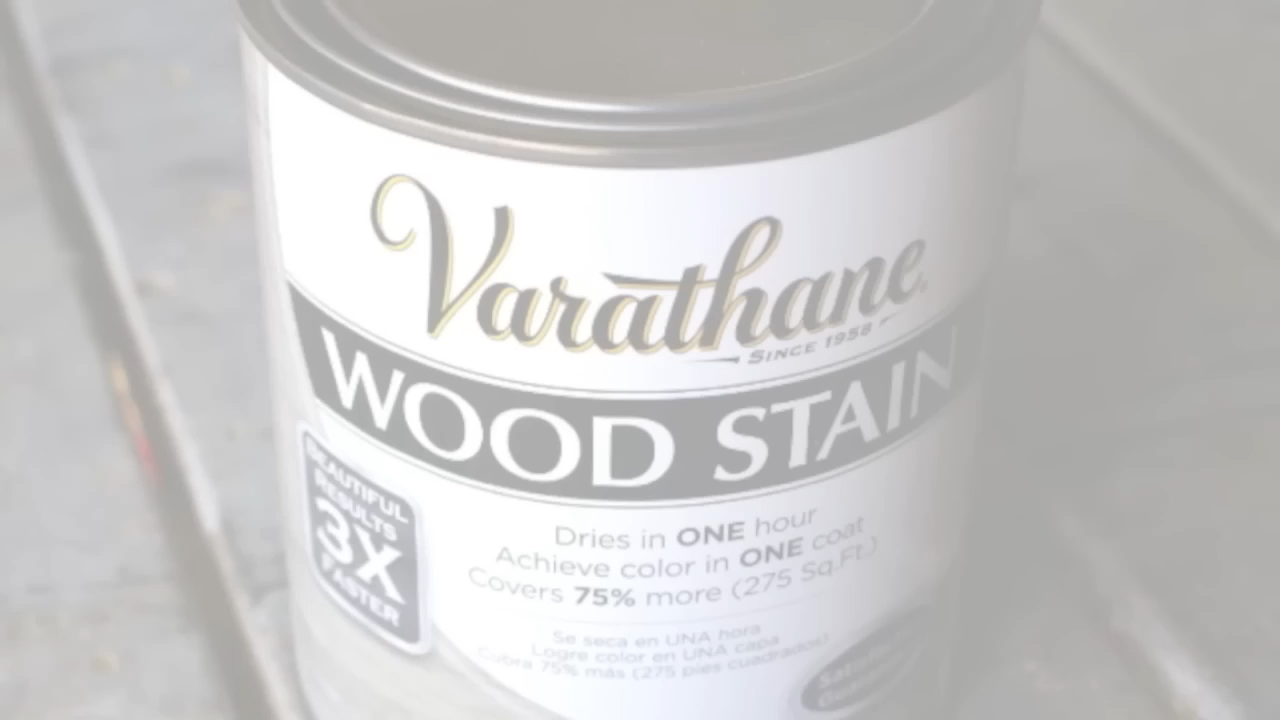 Varathane
SINCE 1958
WOOD STAIN
BEAUTIFUL
RESULTS
3X
FASTER
Dries in ONE hour
Achieve color in ONE coat
Covers 75% more (275 Sq.Ft.)
Se seca en UNA hora
Logre color en UNA capa
Cubra 75% más (275 pies cuadrados)